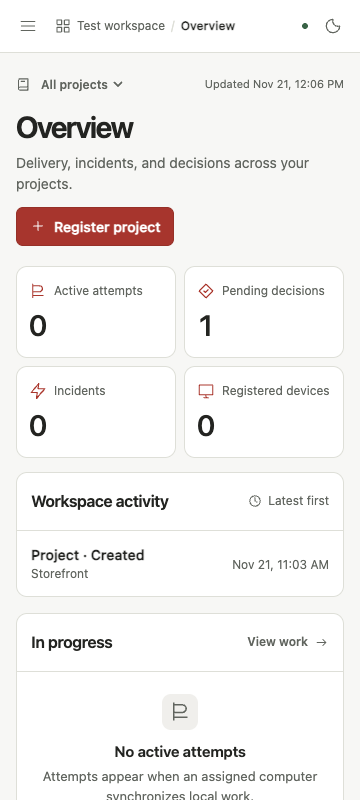 Test workspace / Overview
All projects
Updated Nov 21, 12:06 PM
Overview
Delivery, incidents, and decisions across your
projects.
+ Register project
Active attempts
0
Pending decisions
1
Incidents
0
Registered devices
0
Workspace activity
Latest first
Project · Created
Storefront
Nov 21, 11:03 AM
In progress
View work →
No active attempts
Attempts appear when an assigned computer
synchronizes local work.